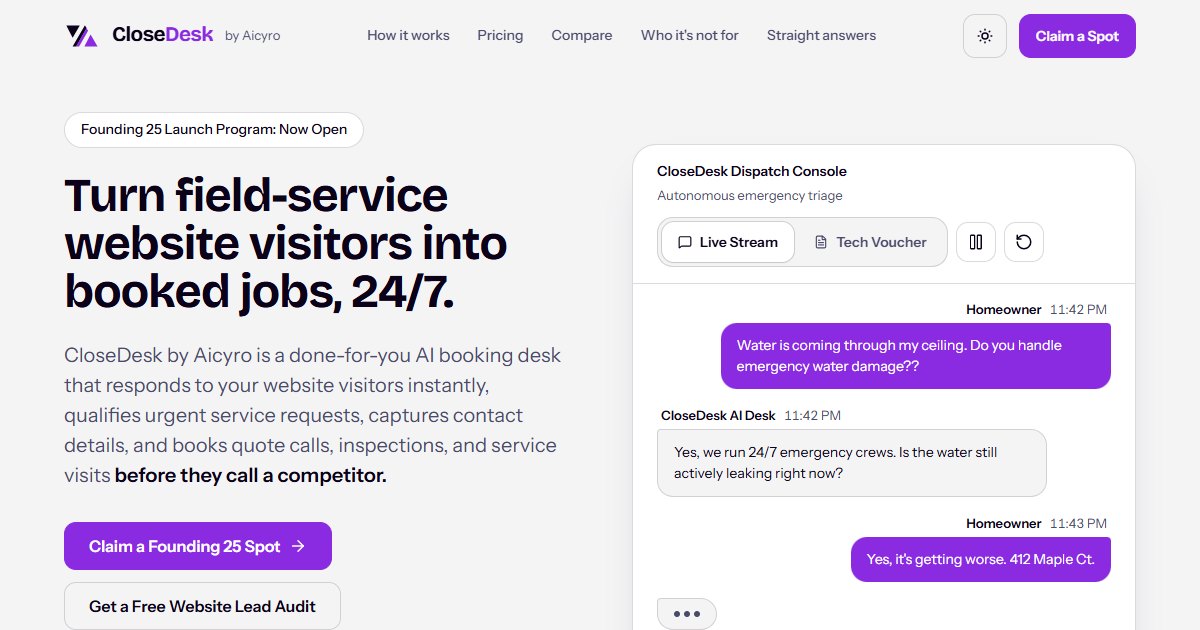 CloseDesk by Aicyro
How it works
Pricing
Compare
Who it's not for
Straight answers
Claim a Spot
Founding 25 Launch Program: Now Open
Turn field-service
website visitors into
booked jobs, 24/7.
CloseDesk by Aicyro is a done-for-you AI booking desk
that responds to your website visitors instantly,
qualifies urgent service requests, captures contact
details, and books quote calls, inspections, and service
visits before they call a competitor.
Claim a Founding 25 Spot →
Get a Free Website Lead Audit
CloseDesk Dispatch Console
Autonomous emergency triage
Live Stream
Tech Voucher
Homeowner 11:42 PM
Water is coming through my ceiling. Do you handle
emergency water damage??
CloseDesk AI Desk 11:42 PM
Yes, we run 24/7 emergency crews. Is the water still
actively leaking right now?
Homeowner 11:43 PM
Yes, it's getting worse. 412 Maple Ct.